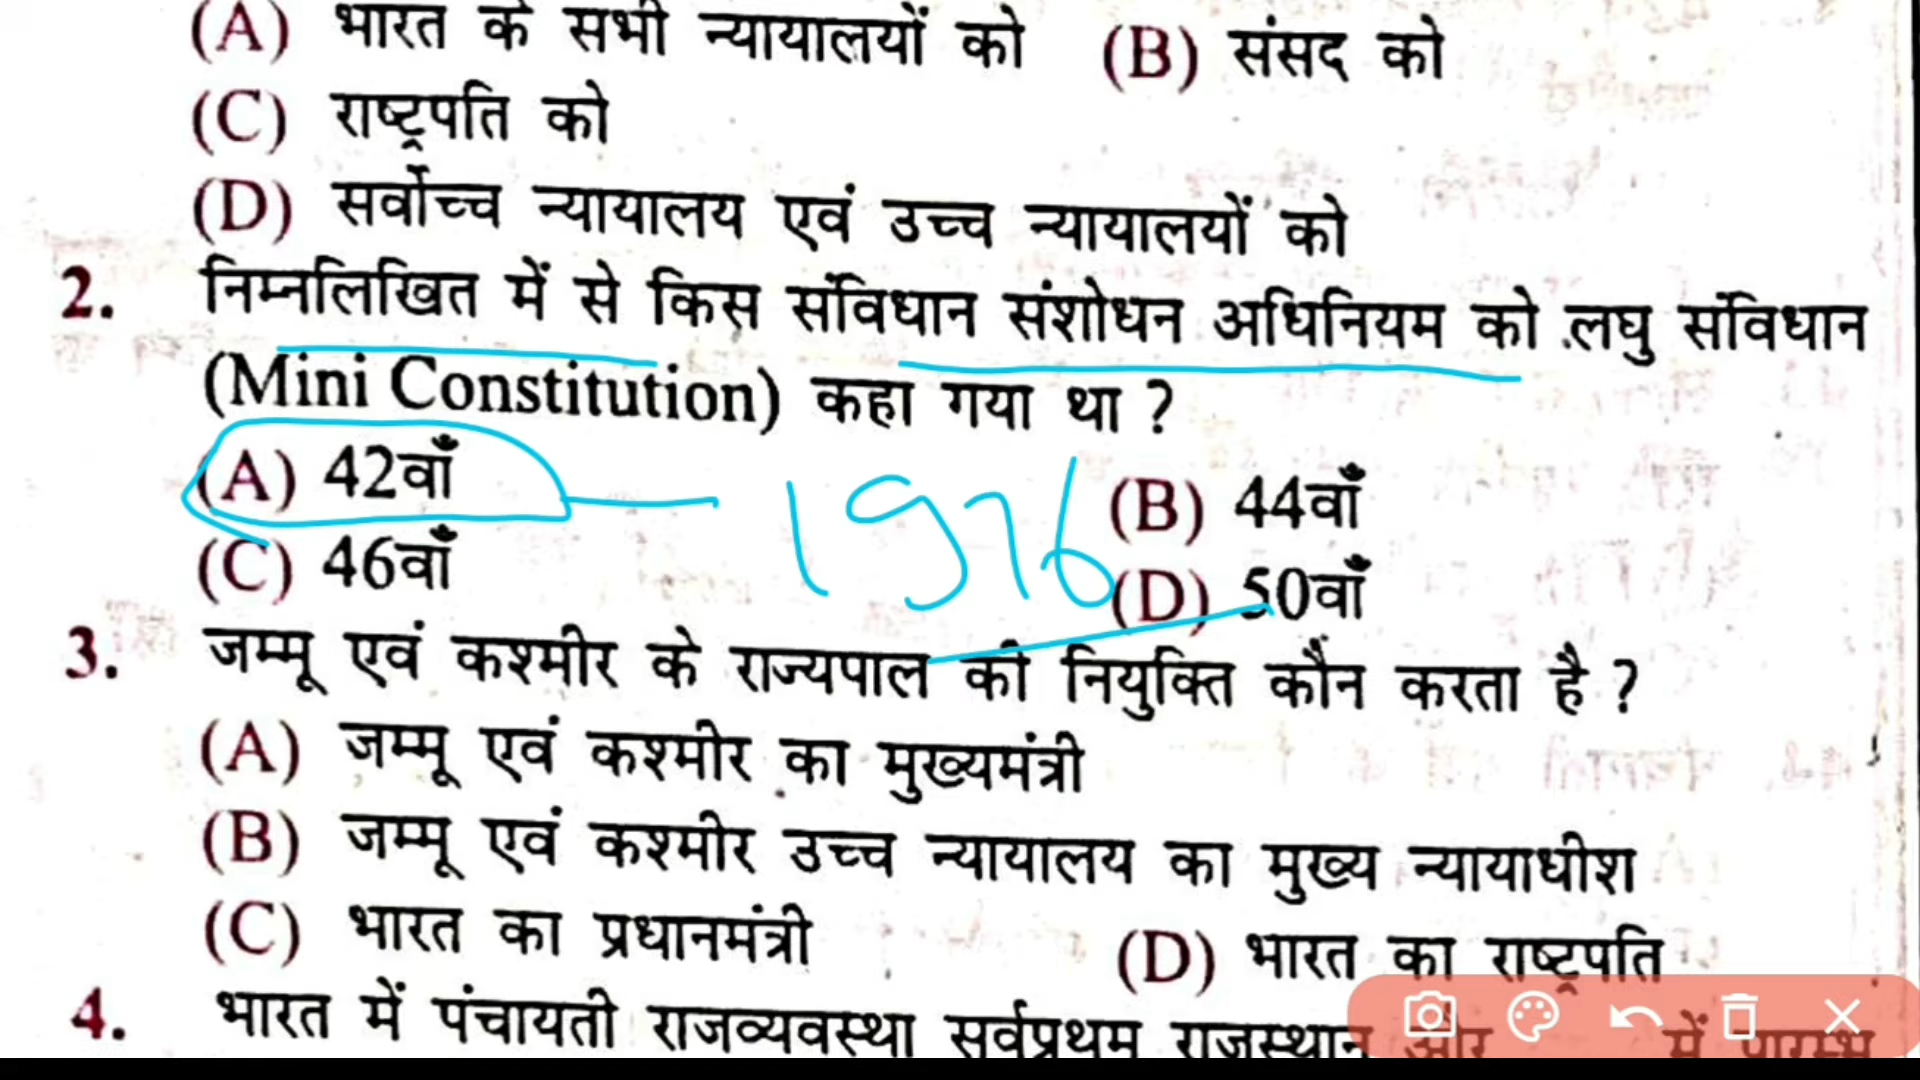 (A) भारत के सभी न्यायालयों को (B) संसद को
(C) राष्ट्रपति को
(D) सर्वोच्च न्यायालय एवं उच्च न्यायालयों को
2. निम्नलिखित में से किस संविधान संशोधन अधिनियम को लघु संविधान
(Mini Constitution) कहा गया था ?
(A) 42वाँ 1976 (B) 44वाँ
(C) 46वाँ (D) 50वाँ
3. जम्मू एवं कश्मीर के राज्यपाल की नियुक्ति कौन करता है ?
(A) जम्मू एवं कश्मीर का मुख्यमंत्री
(B) जम्मू एवं कश्मीर उच्च न्यायालय का मुख्य न्यायाधीश
(C) भारत का प्रधानमंत्री (D) भारत का राष्ट्रपति
4. भारत में पंचायती राजव्यवस्था सर्वप्रथम राजस्थान और में प्रारम्भ